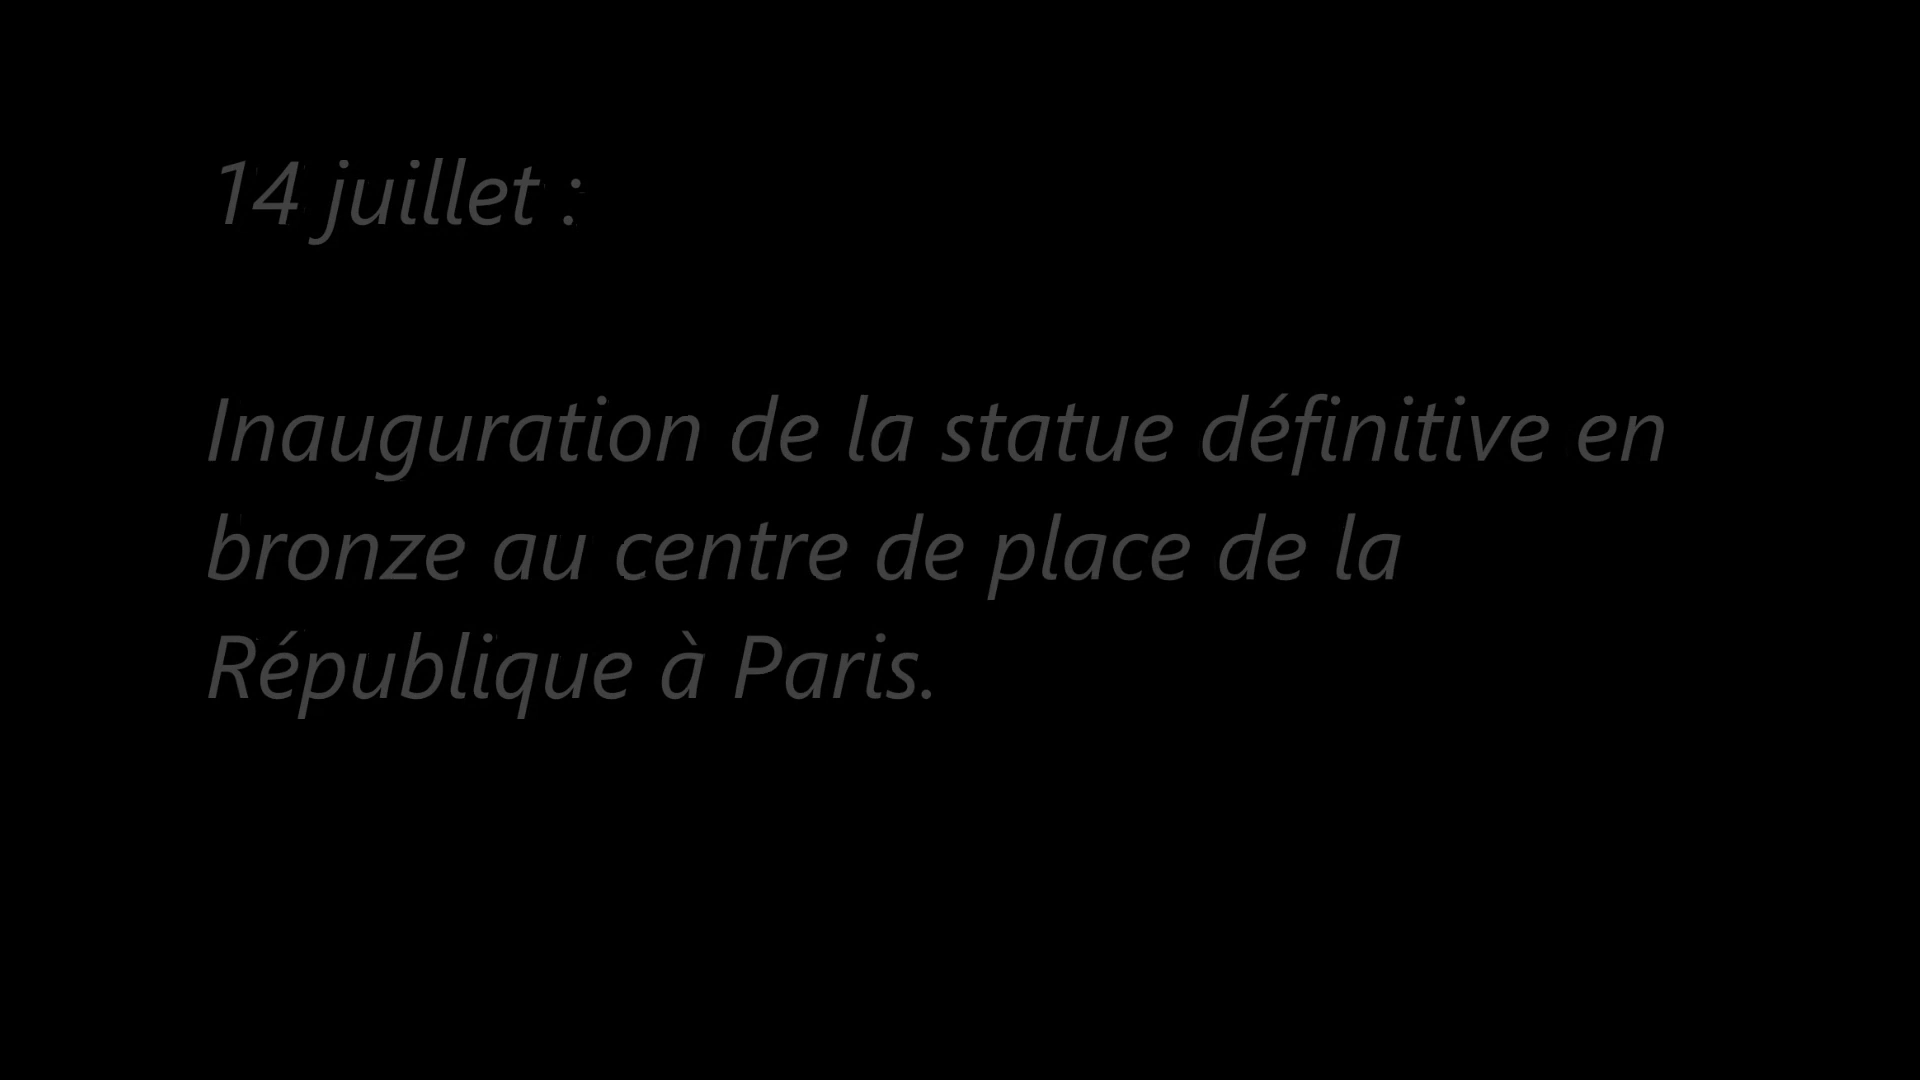 14 juillet :
Inauguration de la statue définitive en
bronze au centre de place de la
République à Paris.